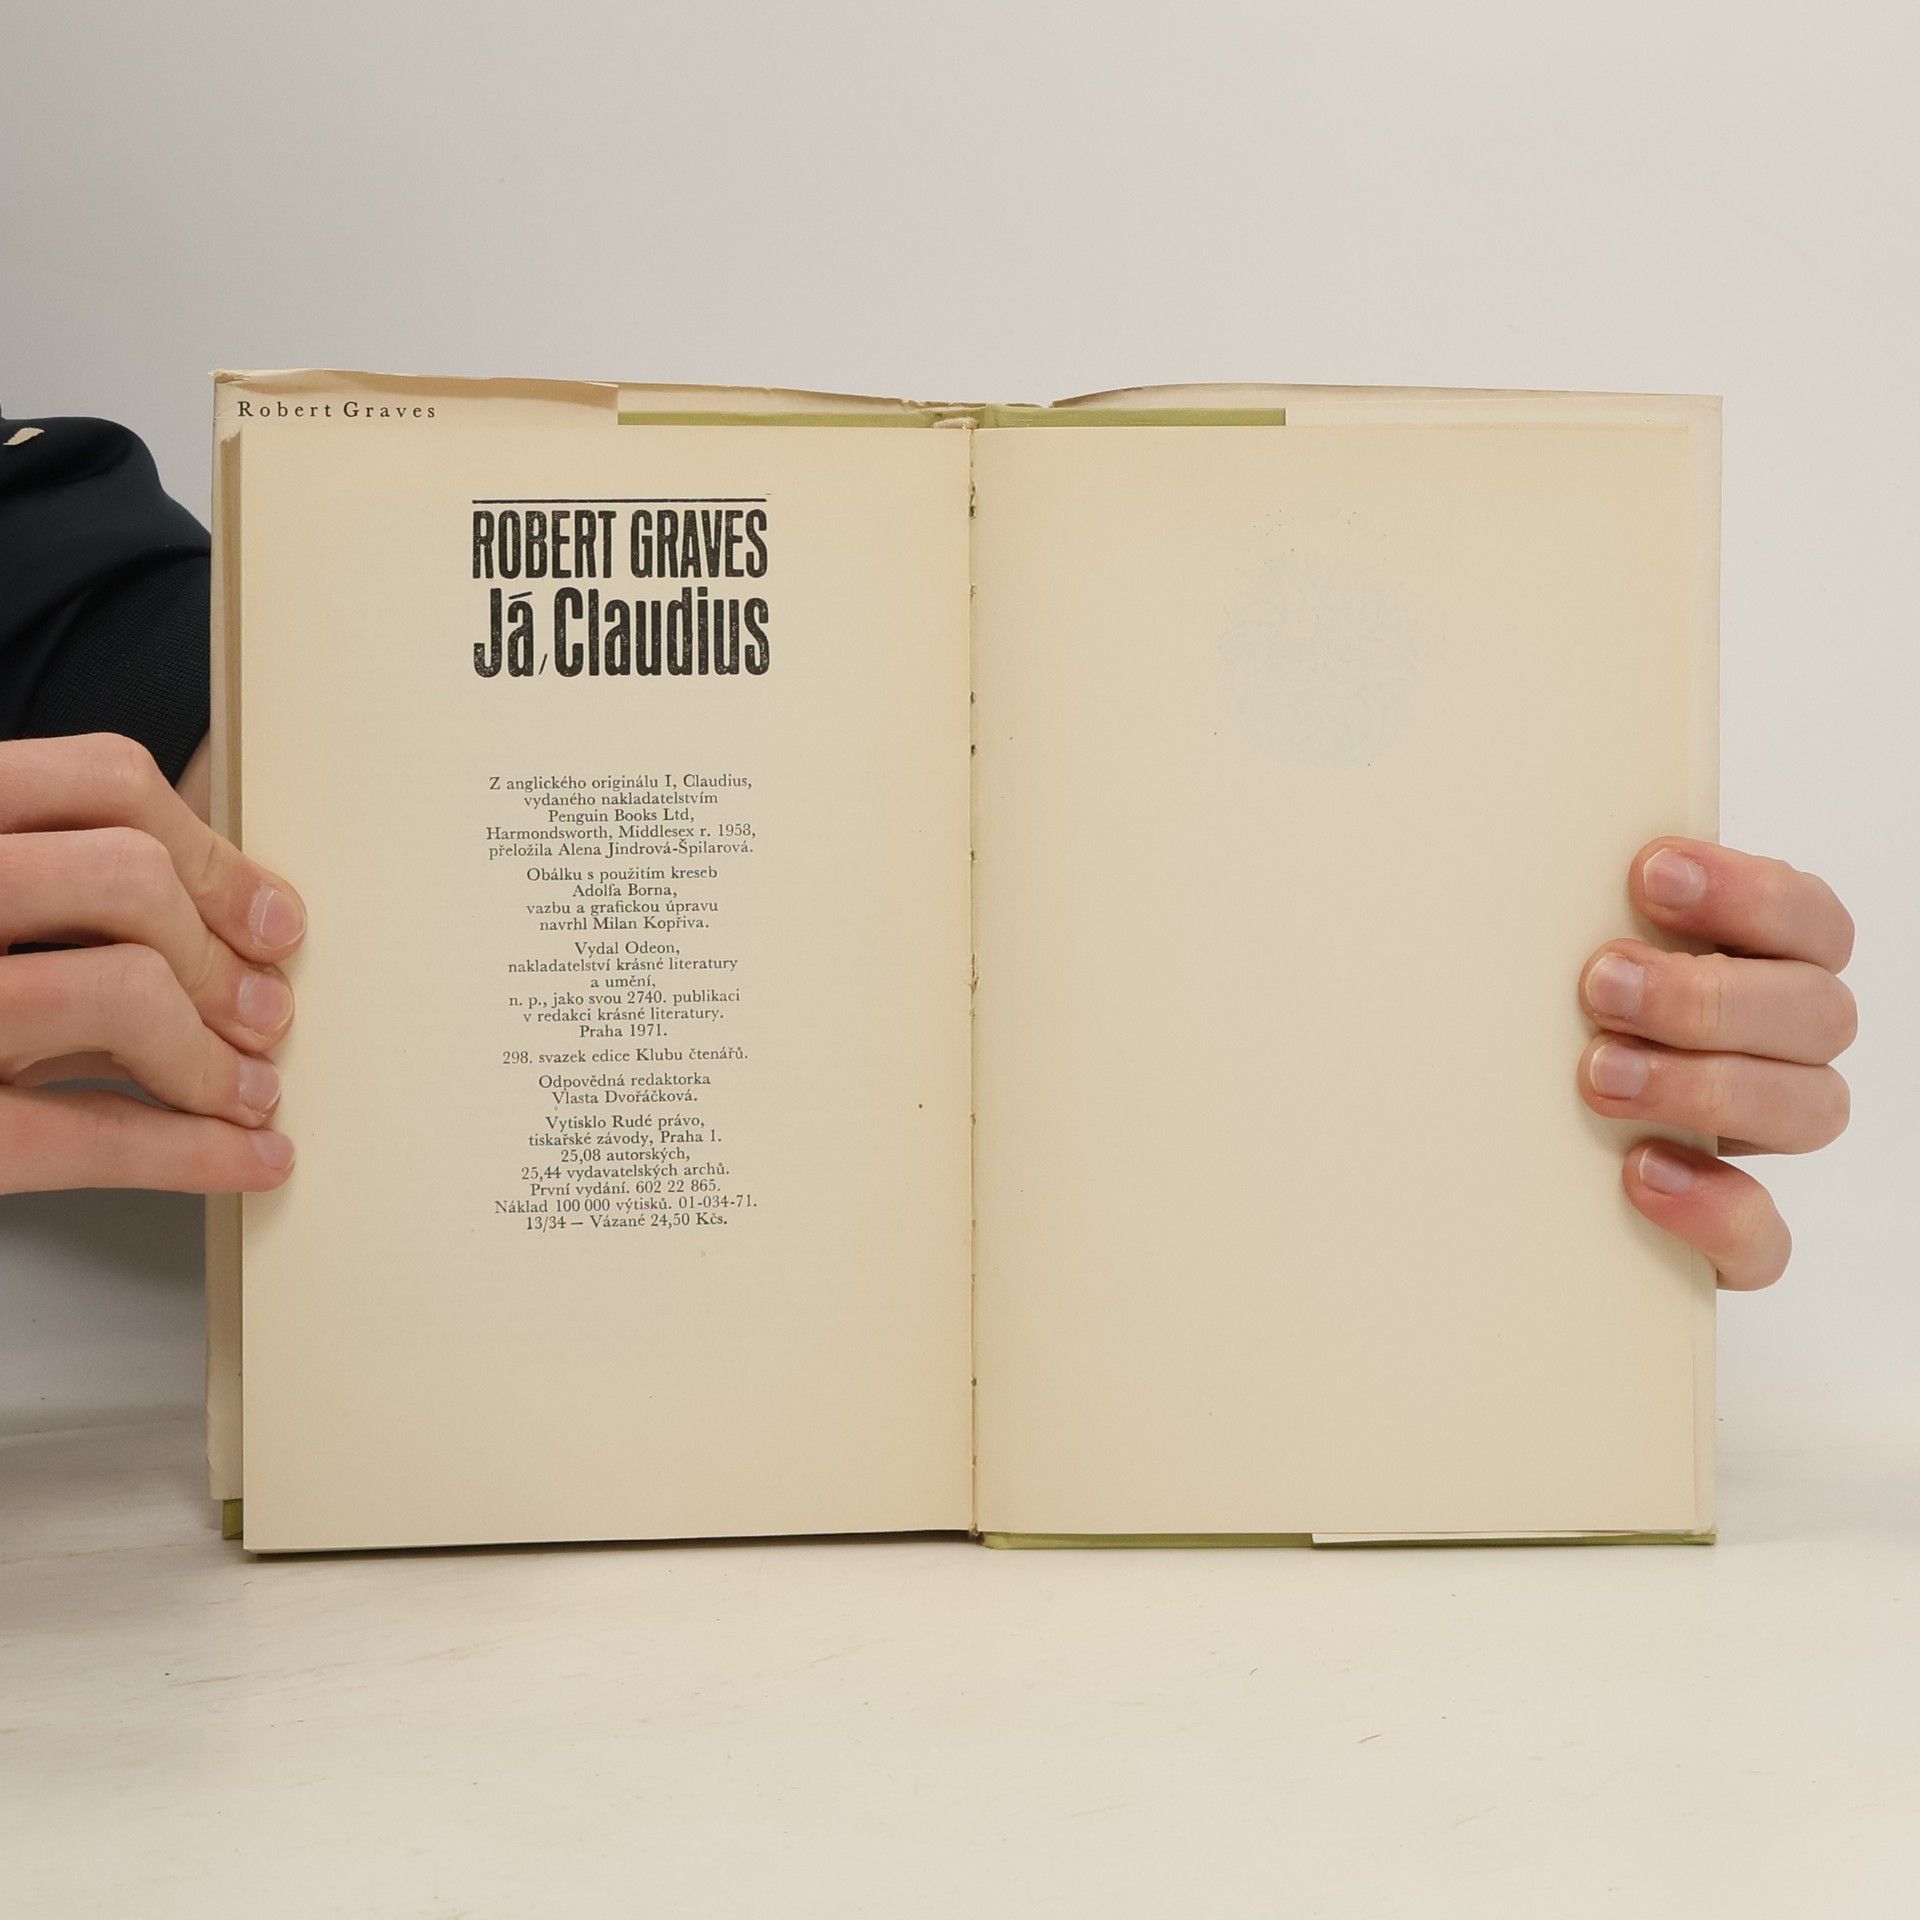 Robert Graves
ROBERT GRAVES
Já, Claudius
Z anglického originálu I, Claudius,
vydaného nakladatelstvím
Penguin Books Ltd,
Harmondsworth, Middlesex r. 1958,
přeložila Alena Jindrová-Špilarová.
Obálku s použitím kreseb
Adolfa Borna,
vazbu a grafickou úpravu
navrhl Milan Kopřiva.
Vydal Odeon,
nakladatelství krásné literatury
a umění,
n. p., jako svou 2740. publikaci
v redakci krásné literatury.
Praha 1971.
298. svazek edice Klubu čtenářů.
Odpovědná redaktorka
Vlasta Dvořáčková.
Vytisklo Rudé právo,
tiskařské závody, Praha 1.
25,08 autorských,
25,44 vydavatelských archů.
První vydání. 602 22 865.
Náklad 100 000 výtisků. 01-034-71.
13/34 — Vázané 24,50 Kčs.